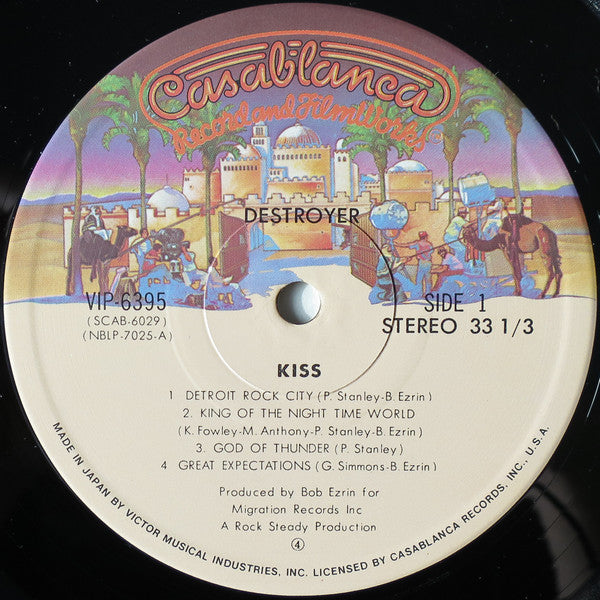 Casablanca
Record and FilmWorks
DESTROYER
VIP-6395
(SCAB-6029)
(NBLP-7025-A)
SIDE 1
STEREO 33 1/3
KISS
1 DETROIT ROCK CITY (P. Stanley-B. Ezrin)
2. KING OF THE NIGHT TIME WORLD
(K. Fowley-M. Anthony-P. Stanley-B. Ezrin)
3. GOD OF THUNDER (P. Stanley)
4 GREAT EXPECTATIONS (G. Simmons-B. Ezrin)
Produced by Bob Ezrin for
Migration Records Inc
A Rock Steady Production
④
MADE IN JAPAN BY VICTOR MUSICAL INDUSTRIES, INC. LICENSED BY CASABLANCA RECORDS, INC., U.S.A.